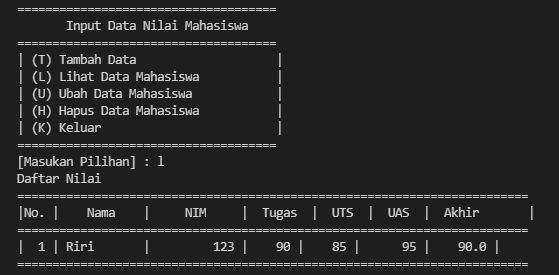 =====================================
Input Data Nilai Mahasiswa
=====================================
| (T) Tambah Data |
| (L) Lihat Data Mahasiswa |
| (U) Ubah Data Mahasiswa |
| (H) Hapus Data Mahasiswa |
| (K) Keluar |
=====================================
[Masukan Pilihan] : l
Daftar Nilai
=========================================================================
|No. | Nama | NIM | Tugas | UTS | UAS | Akhir |
=========================================================================
| 1 | Riri | 123 | 90 | 85 | 95 | 90.0 |
=========================================================================